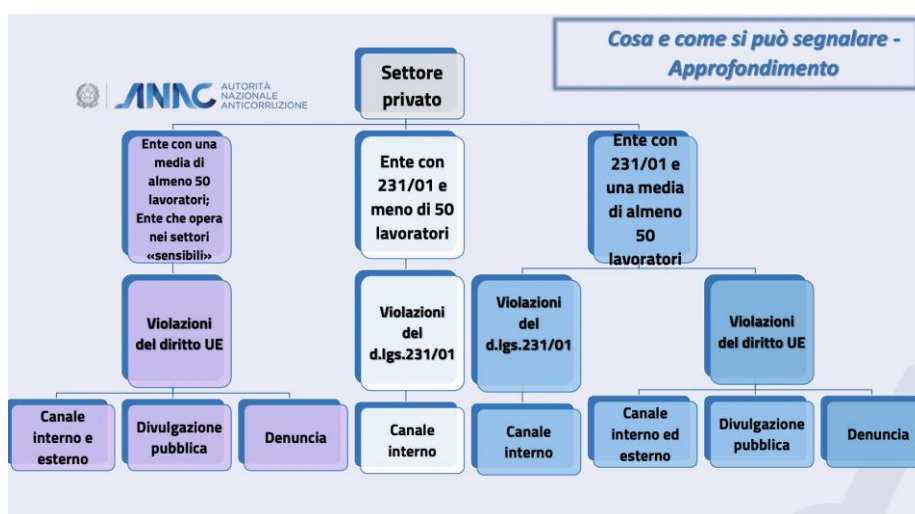 Cosa e come si può segnalare -
Approfondimento
ANAC
AUTORITÀ
NAZIONALE
ANTICORRUZIONE
Settore
privato
Ente con una
media di
almeno 50
lavoratori;
Ente che opera
nei settori
«sensibili»
Ente con
231/01 e
meno di 50
lavoratori
Ente con
231/01 e
una media
di almeno
50
lavoratori
Violazioni
del diritto UE
Violazioni
del
d.lgs.231/01
Violazioni
del
d.lgs.231/01
Violazioni
del diritto UE
Canale
interno e
esterno
Divulgazione
pubblica
Denuncia
Canale
interno
Canale
interno
Canale
interno ed
esterno
Divulgazione
pubblica
Denuncia